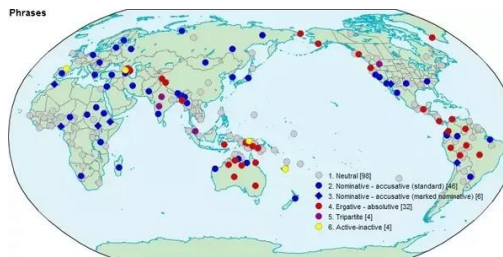 Phrases
1. Neutral [98]
2. Nominative - accusative (standard) [46]
3. Nominative - accusative (marked nominative) [6]
4. Ergative - absolutive [32]
5. Tripartite [4]
6. Active-inactive [4]